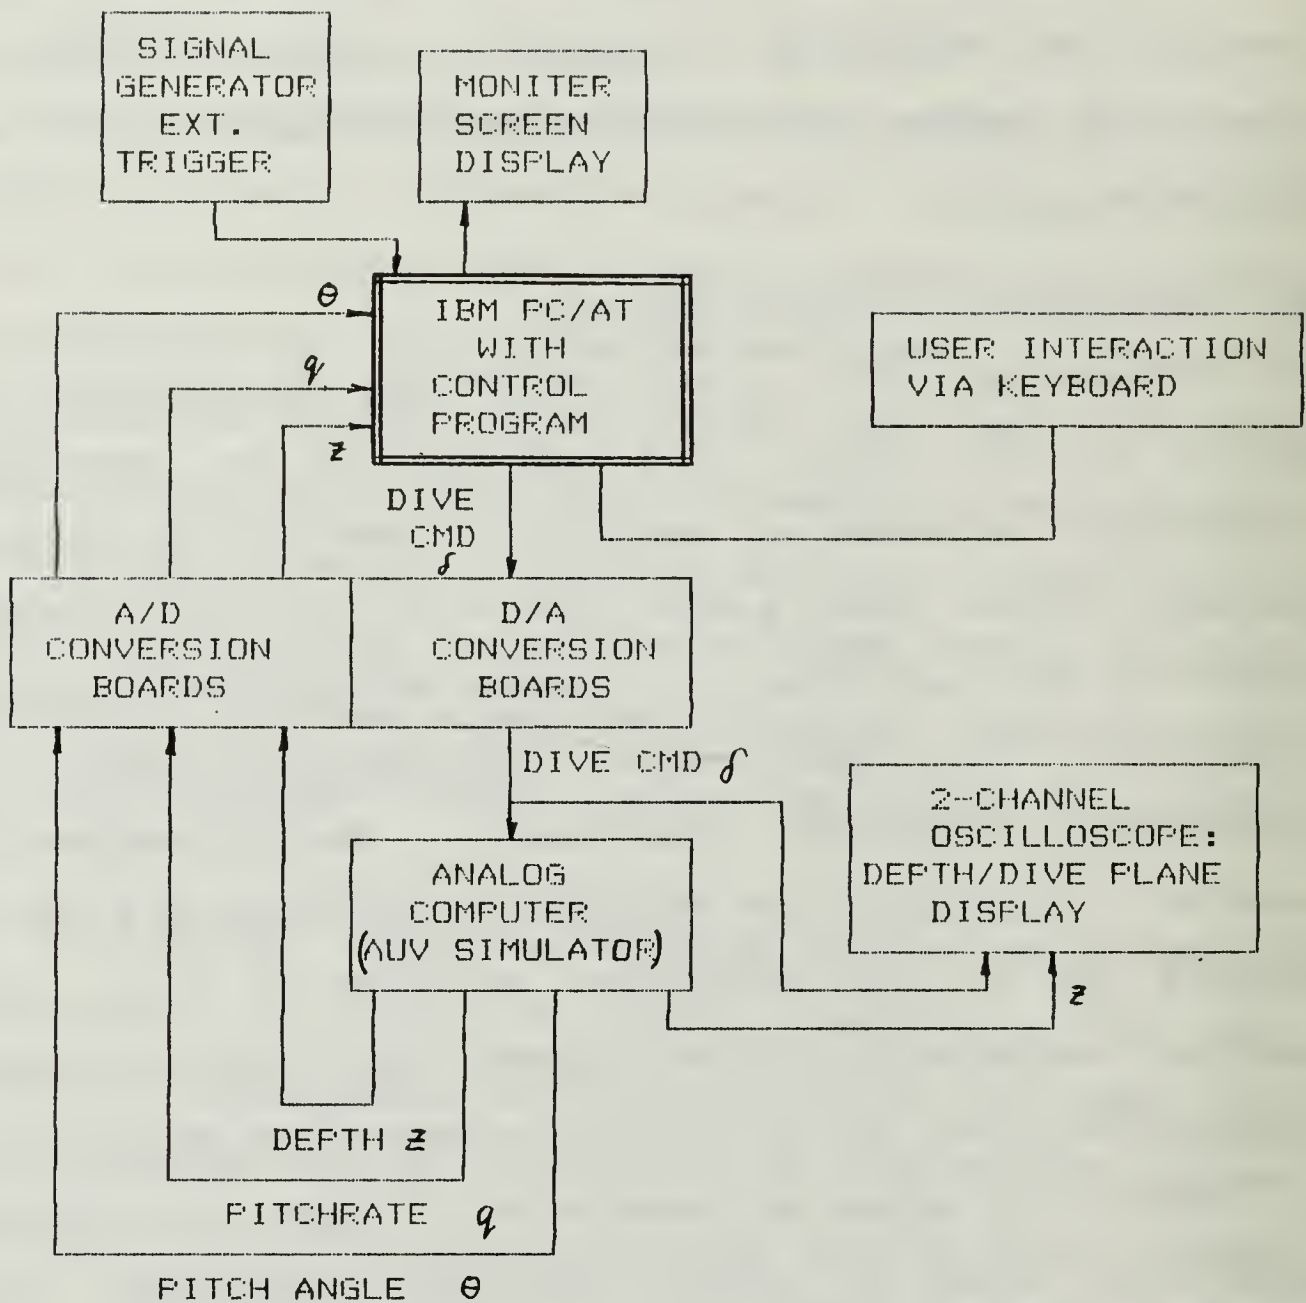 SIGNAL
GENERATOR
EXT.
TRIGGER
MONITER
SCREEN
DISPLAY
θ
q
z
IBM PC/AT
WITH
CONTROL
PROGRAM
USER INTERACTION
VIA KEYBOARD
DIVE
CMD
δ
A/D
CONVERSION
BOARDS
D/A
CONVERSION
BOARDS
DIVE CMD δ
2-CHANNEL
OSCILLOSCOPE:
DEPTH/DIVE PLANE
DISPLAY
ANALOG
COMPUTER
(AUV SIMULATOR)
z
DEPTH z
PITCHRATE q
PITCH ANGLE θ